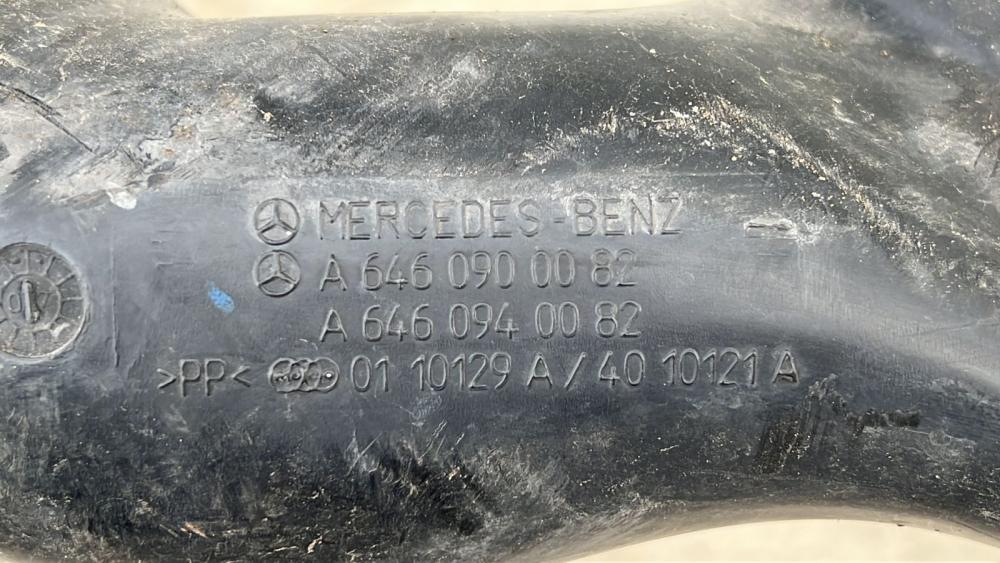 MERCEDES-BENZ
A 646 090 00 82
A 646 094 00 82
>PP< 01 10129 A / 40 10121 A